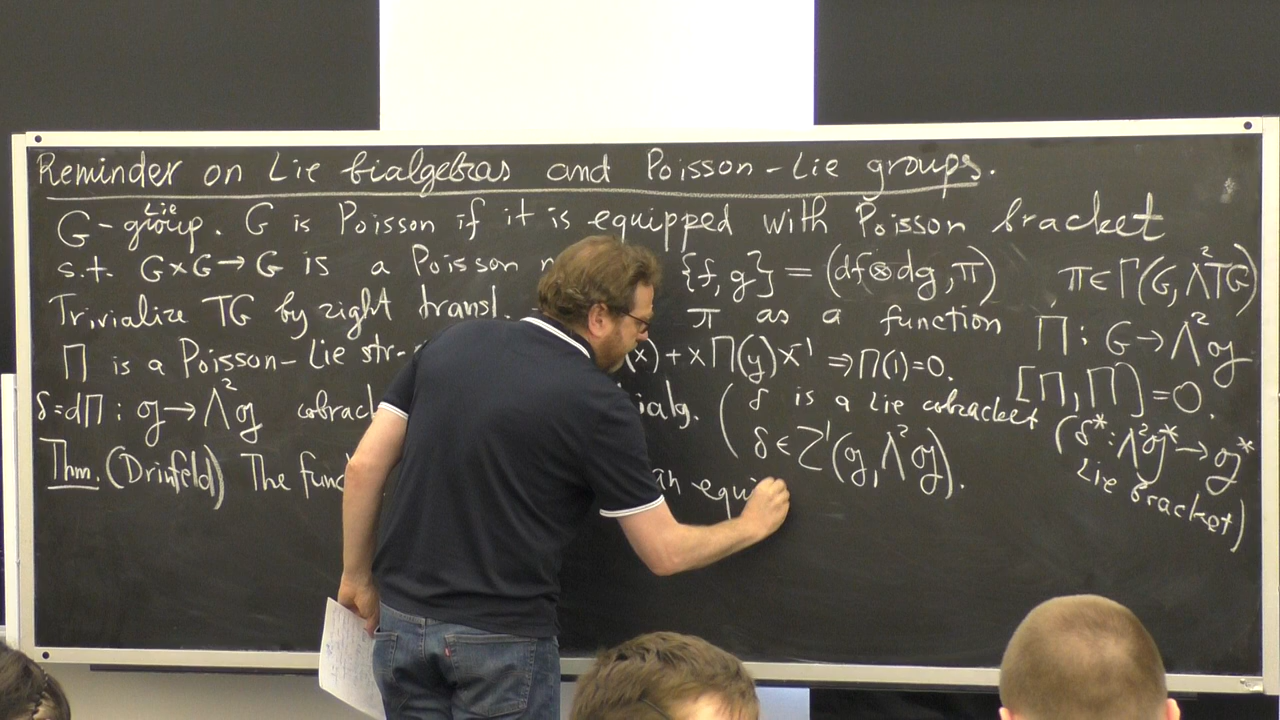 Reminder on Lie bialgebras and Poisson-Lie groups.
G - Lie group. G is Poisson if it is equipped with Poisson bracket
s.t. G×G→G is a Poisson {f,g} = (df⊗dg, π) π∈Γ(G, Λ²TG)
Trivialize TG by right transl. π as a function Π: G→Λ²𝔤
Π is a Poisson-Lie str- (x) + xΠ(y)x⁻¹ ⇒ Π(1)=0. [Π,Π]=0.
δ=dΠ: 𝔤→Λ²𝔤 cobrack ialg. (δ is a Lie cobracket (δ*: Λ²𝔤*→𝔤*
δ∈Z¹(𝔤,Λ²𝔤). Lie bracket)
Thm. (Drinfeld) The func an equi